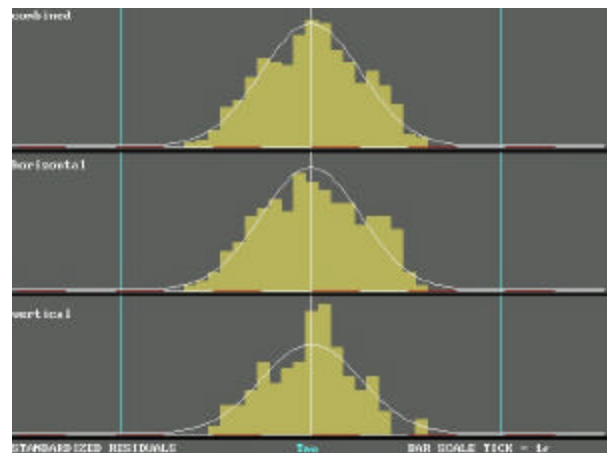 combined
horizontal
vertical
STANDARDIZED RESIDUALS BAR SCALE TICK = 1σ